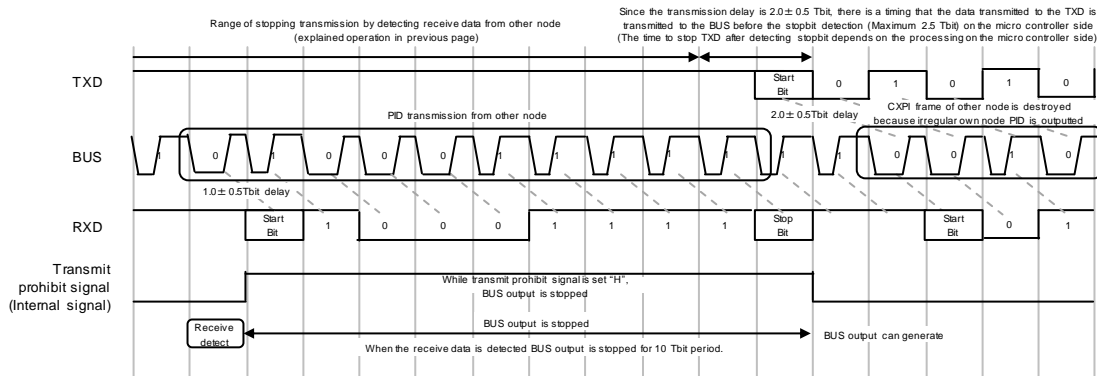 Range of stopping transmission by detecting receive data from other node
(explained operation in previous page)
Since the transmission delay is 2.0± 0.5 Tbit, there is a timing that the data transmitted to the TXD is
transmitted to the BUS before the stopbit detection (Maximum 2.5 Tbit) on the micro controller side
(The time to stop TXD after detecting stopbit depends on the processing on the micro controller side)
TXD
Start
Bit
0
1
0
1
0
PID transmission from other node
2.0± 0.5Tbit delay
CXPI frame of other node is destroyed
because irregular own node PID is outputted
BUS
1
0
1
0
0
0
1
1
1
1
1
1
1
0
0
1
0
1.0± 0.5Tbit delay
RXD
Start
Bit
1
0
0
0
1
1
1
1
Stop
Bit
Start
Bit
0
1
Transmit
prohibit signal
(Internal signal)
While transmit prohibit signal is set "H",
BUS output is stopped
Receive
detect
BUS output is stopped
When the receive data is detected BUS output is stopped for 10 Tbit period.
BUS output can generate